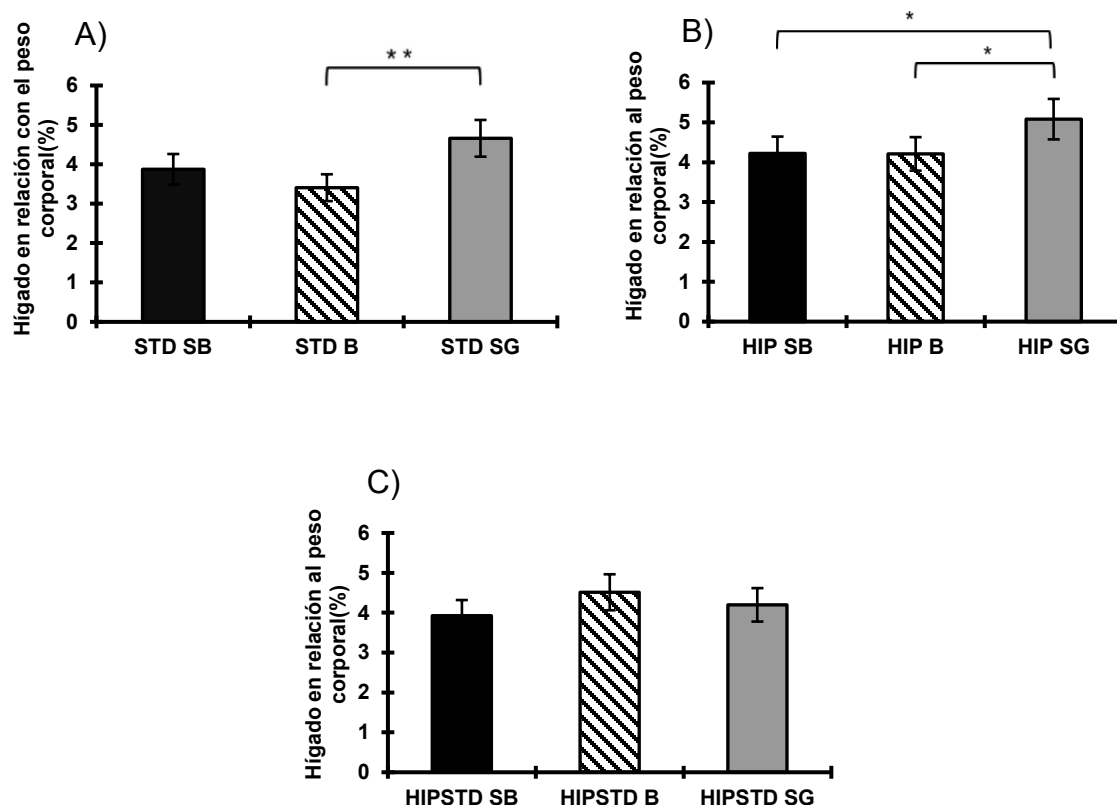 A)
* *
Hígado en relación con el peso
corporal(%)
6
5
4
3
2
1
0
STD SB STD B STD SG
B)
*
*
Hígado en relación al peso
corporal(%)
6
5
4
3
2
1
0
HIP SB HIP B HIP SG
C)
Hígado en relación al peso
corporal(%)
6
5
4
3
2
1
0
HIPSTD SB HIPSTD B HIPSTD SG